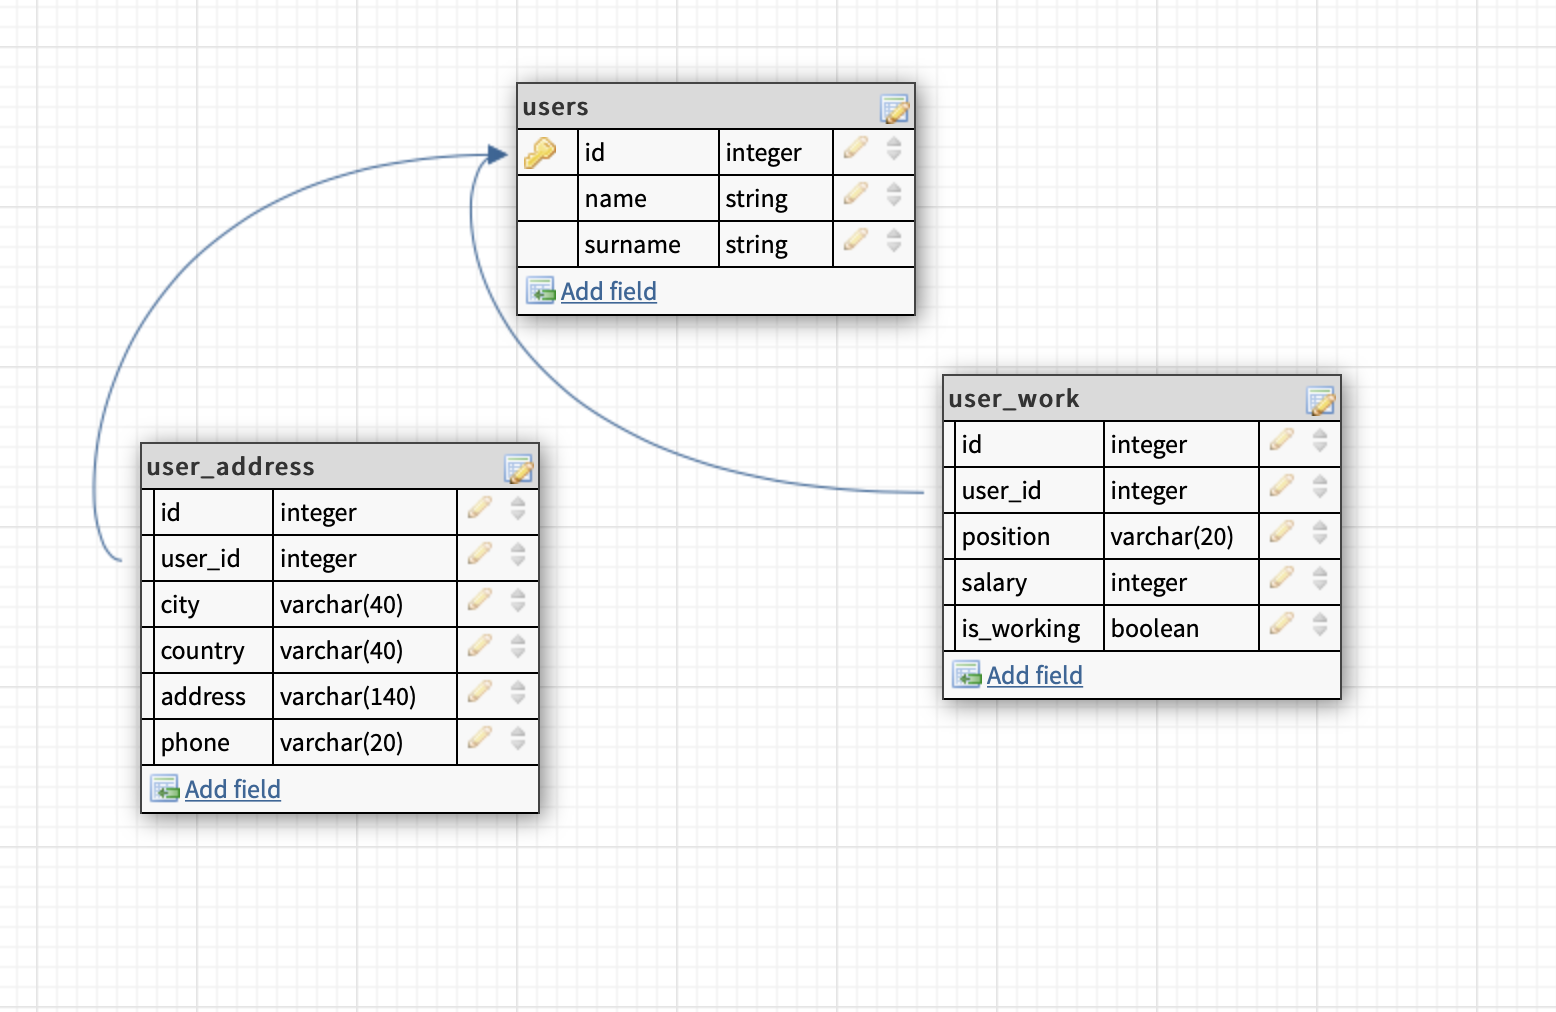 users
id integer
name string
surname string
Add field
user_work
id integer
user_id integer
position varchar(20)
salary integer
is_working boolean
Add field
user_address
id integer
user_id integer
city varchar(40)
country varchar(40)
address varchar(140)
phone varchar(20)
Add field